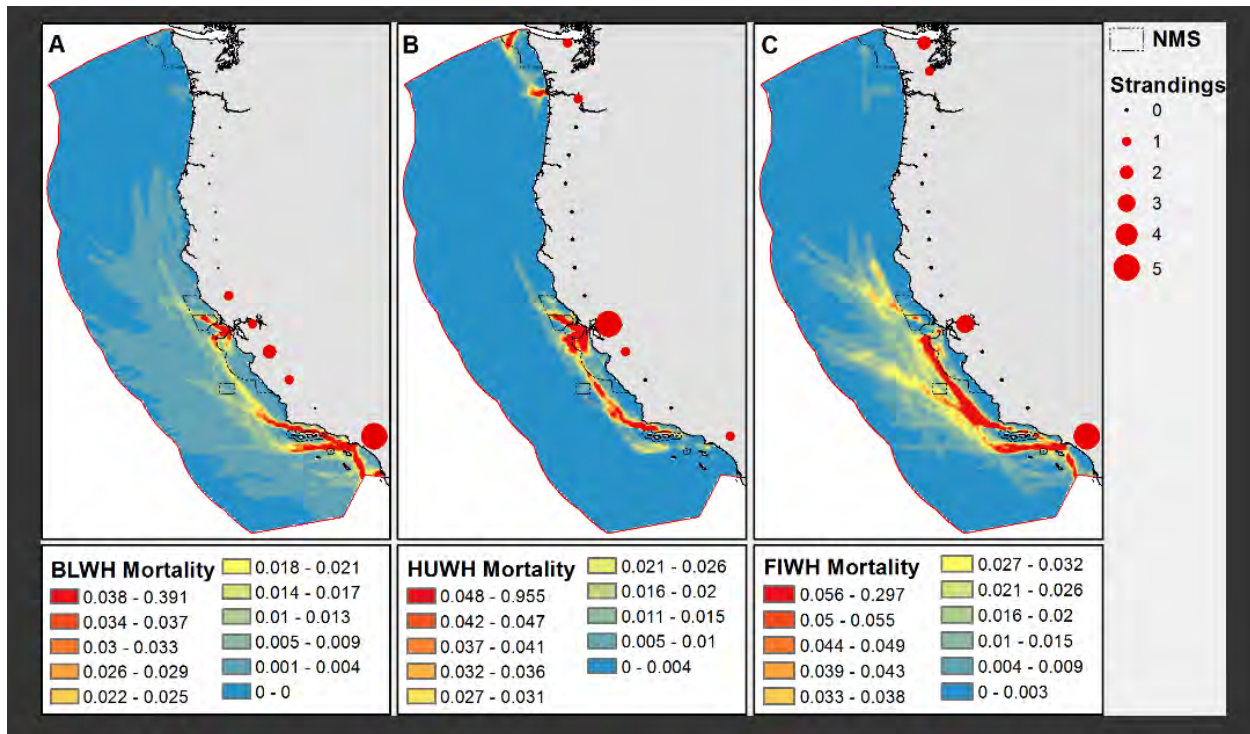 A
B
C
NMS
Strandings
0
1
2
3
4
5
BLWH Mortality
0.038 - 0.391
0.034 - 0.037
0.03 - 0.033
0.026 - 0.029
0.022 - 0.025
0.018 - 0.021
0.014 - 0.017
0.01 - 0.013
0.005 - 0.009
0.001 - 0.004
0 - 0
HUWH Mortality
0.048 - 0.955
0.042 - 0.047
0.037 - 0.041
0.032 - 0.036
0.027 - 0.031
0.021 - 0.026
0.016 - 0.02
0.011 - 0.015
0.005 - 0.01
0 - 0.004
FIWH Mortality
0.056 - 0.297
0.05 - 0.055
0.044 - 0.049
0.039 - 0.043
0.033 - 0.038
0.027 - 0.032
0.021 - 0.026
0.016 - 0.02
0.01 - 0.015
0.004 - 0.009
0 - 0.003